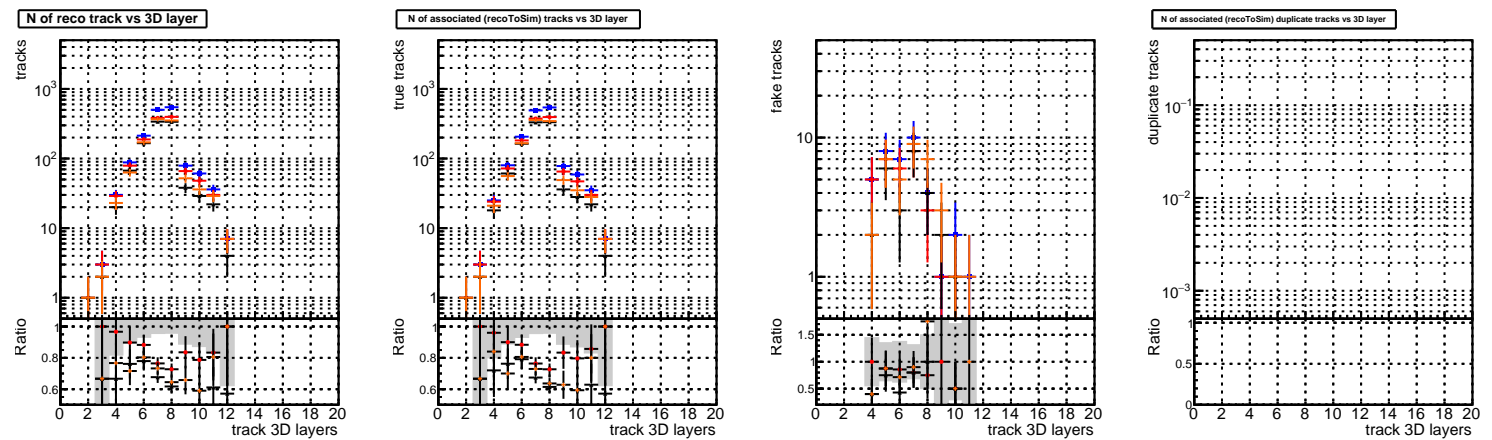 N of reco track vs 3D layer
tracks
10³
10²
10
1
Ratio
1
0.8
0.6
0 2 4 6 8 10 12 14 16 18 20
track 3D layers
N of associated (recoToSim) tracks vs 3D layer
true tracks
10³
10²
10
1
Ratio
1
0.8
0.6
0 2 4 6 8 10 12 14 16 18 20
track 3D layers
fake tracks
10
1
Ratio
1.5
1
0.5
0 2 4 6 8 10 12 14 16 18 20
track 3D layers
N of associated (recoToSim) duplicate tracks vs 3D layer
duplicate tracks
10⁻¹
10⁻²
10⁻³
Ratio
1
0.5
0
0 2 4 6 8 10 12 14 16 18 20
track 3D layers